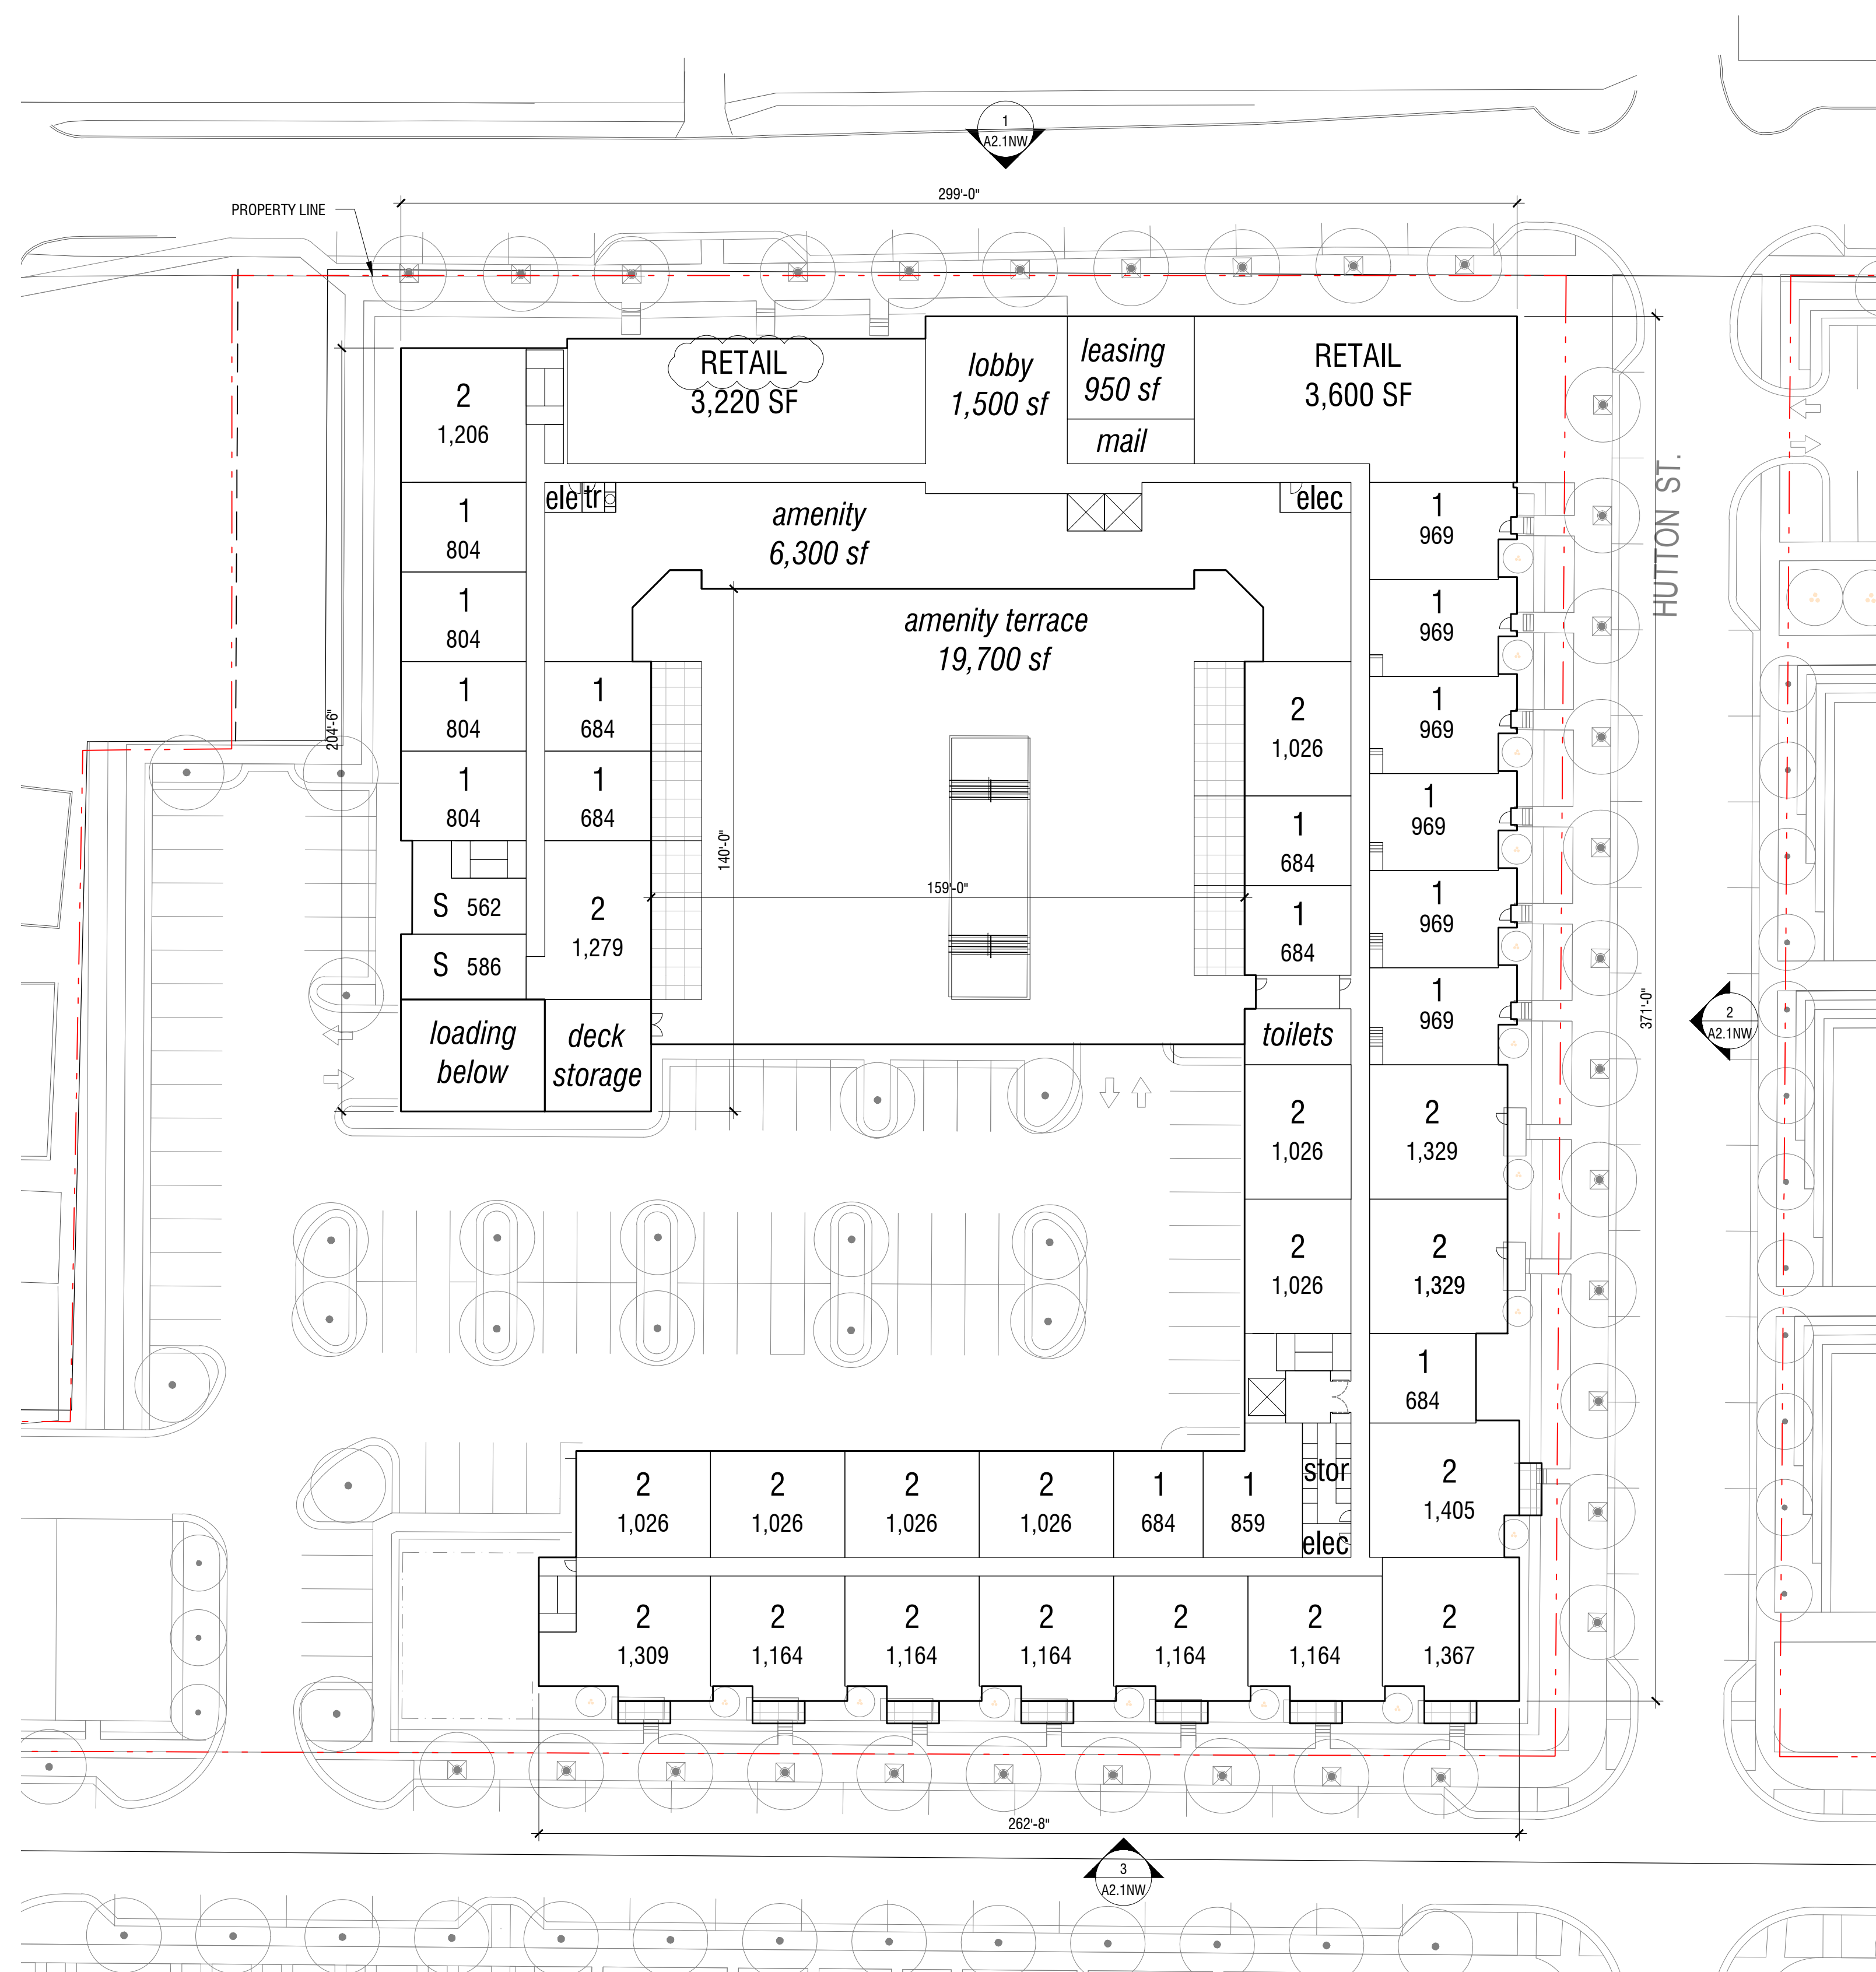 1
A2.1NW
299'-0"
PROPERTY LINE
RETAIL
3,220 SF
lobby
1,500 sf
leasing
950 sf
mail
RETAIL
3,600 SF
2
1,206
1
804
1
804
1
804
1
804
S 562
S 586
loading
below
204'-6"
ele
tr
amenity
6,300 sf
elec
amenity terrace
19,700 sf
1
684
1
684
2
1,279
deck
storage
140'-0"
159'-0"
2
1,026
1
684
1
684
toilets
2
1,026
2
1,026
1
969
1
969
1
969
1
969
1
969
1
969
2
1,329
2
1,329
1
684
2
1,405
HUTTON ST.
371'-0"
2
A2.1NW
stor
elec
2
1,026
2
1,026
2
1,026
2
1,026
1
684
1
859
2
1,309
2
1,164
2
1,164
2
1,164
2
1,164
2
1,164
2
1,367
262'-8"
3
A2.1NW